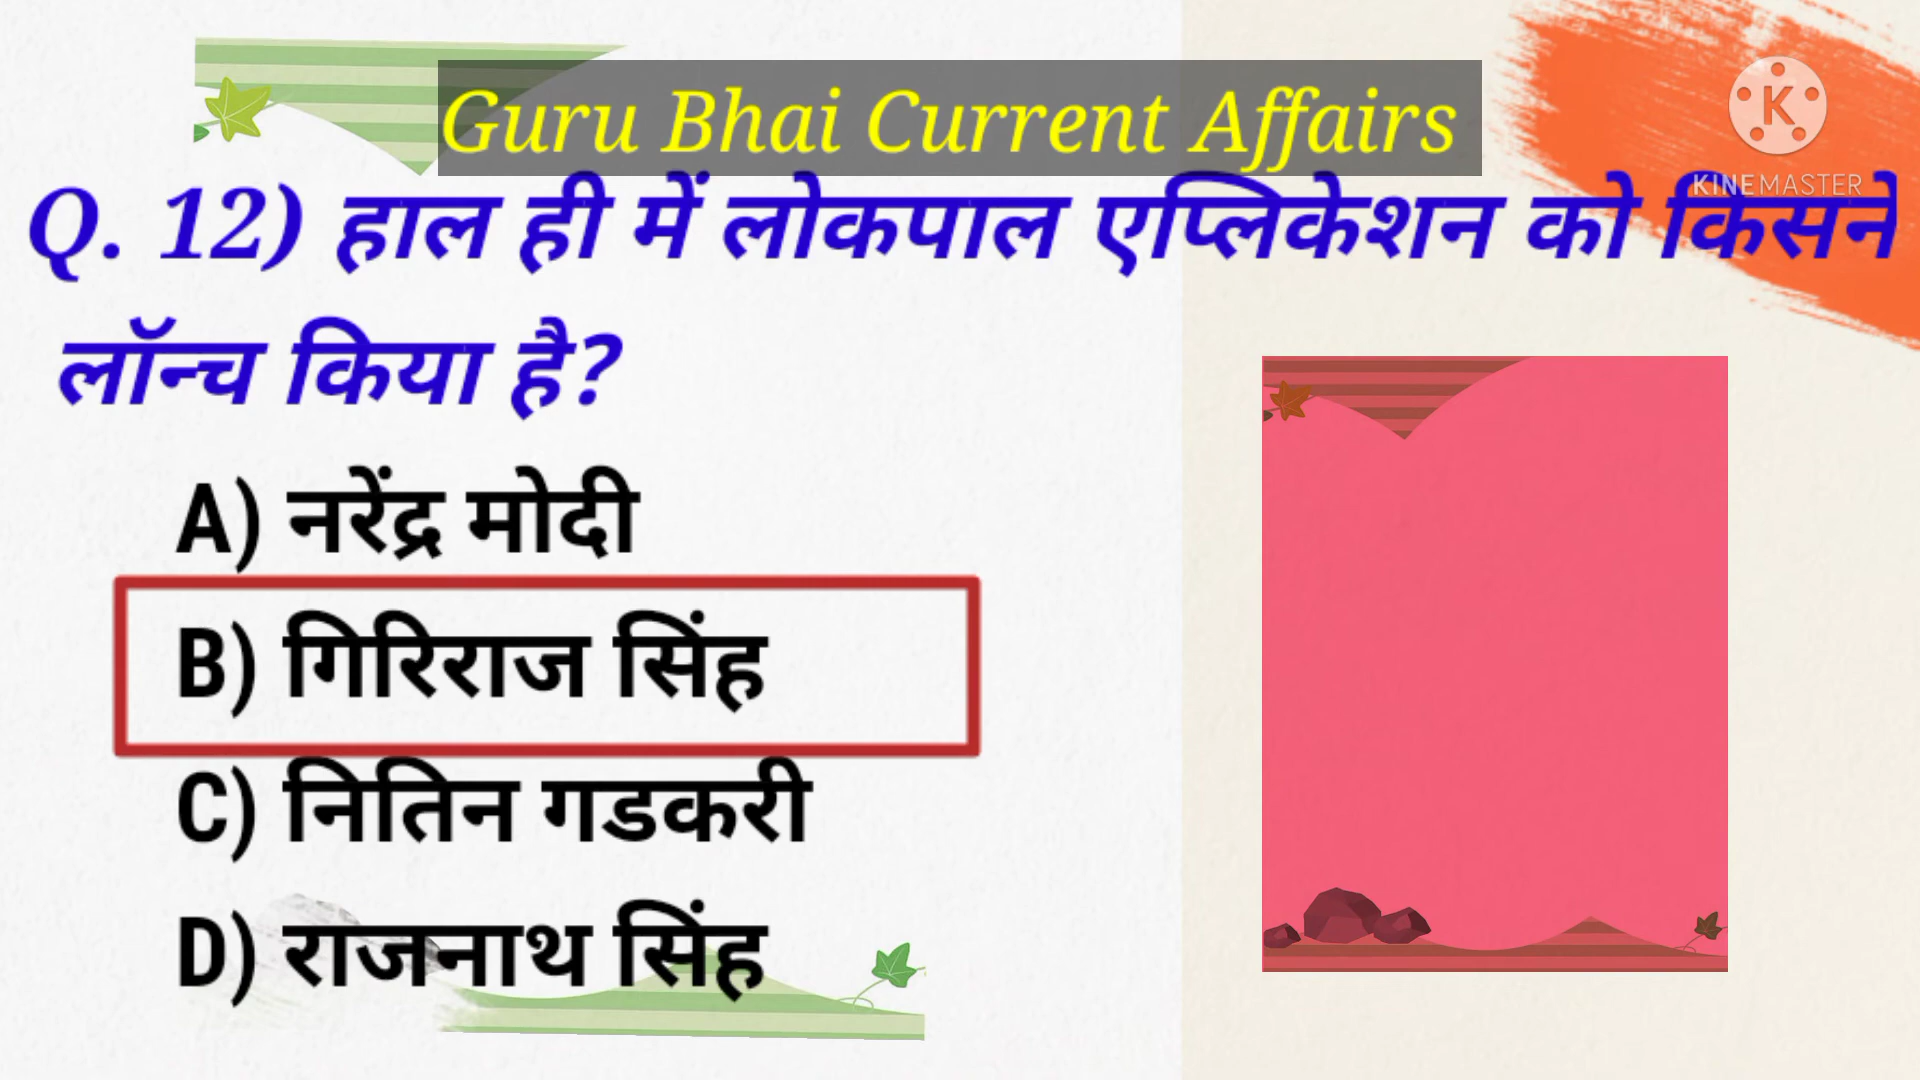 Guru Bhai Current Affairs
KINEMASTER
Q. 12) हाल ही में लोकपाल एप्लिकेशन को किसने
लॉन्च किया है?
A) नरेंद्र मोदी
B) गिरिराज सिंह
C) नितिन गडकरी
D) राजनाथ सिंह